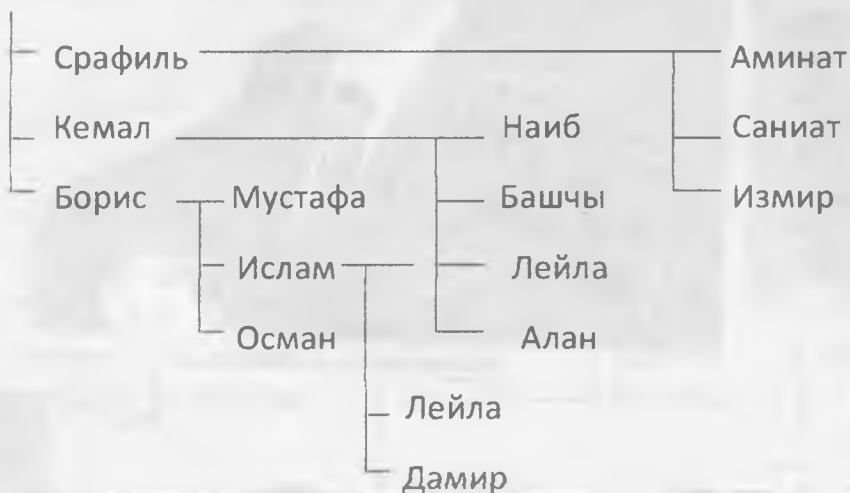 Срафиль Аминат
Кемал Наиб Саниат
Борис Мустафа Башчы Измир
Ислам Лейла
Осман Алан
Лейла
Дамир